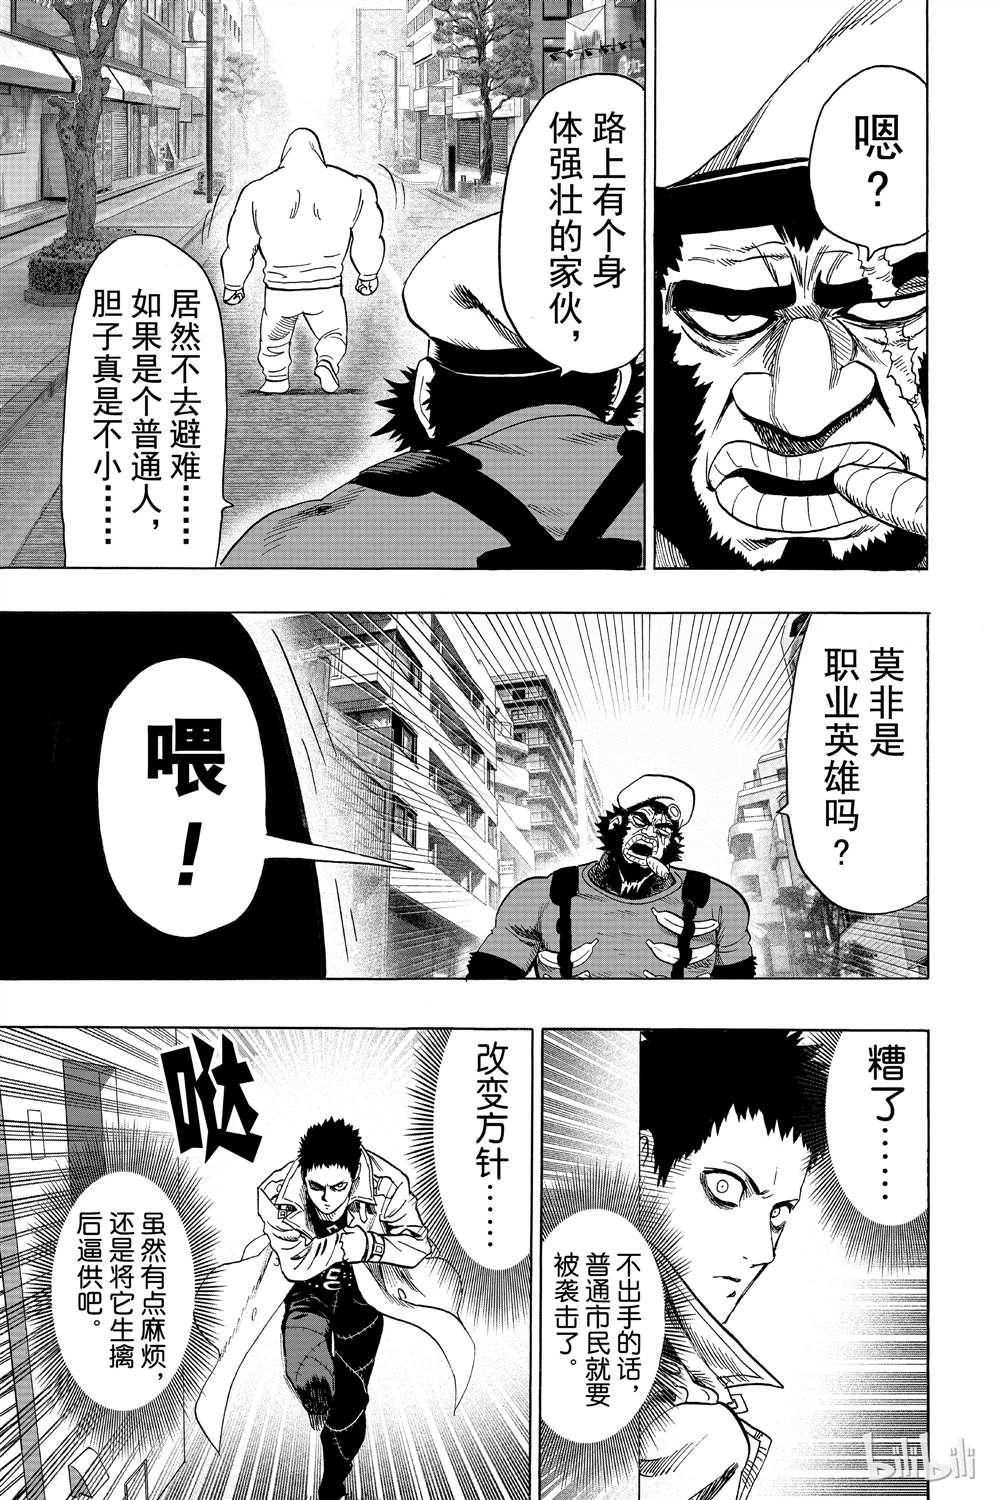 嗯？
路上有个身
体强壮的家伙，
居然不去避难……
如果是个普通人，
胆子真是不小……
莫非是
职业英雄吗？
喂！
糟了……
不出手的话，
普通市民就要
被袭击了。
改变方针……
哒
虽然有点麻烦，
还是将它生擒
后逼供吧。
bilibili